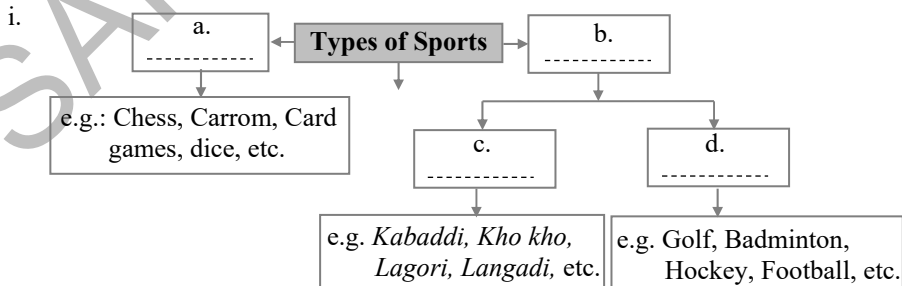 i.
a.
Types of Sports
b.
e.g.: Chess, Carrom, Card
games, dice, etc.
c.
d.
e.g. Kabaddi, Kho kho,
Lagori, Langadi, etc.
e.g. Golf, Badminton,
Hockey, Football, etc.